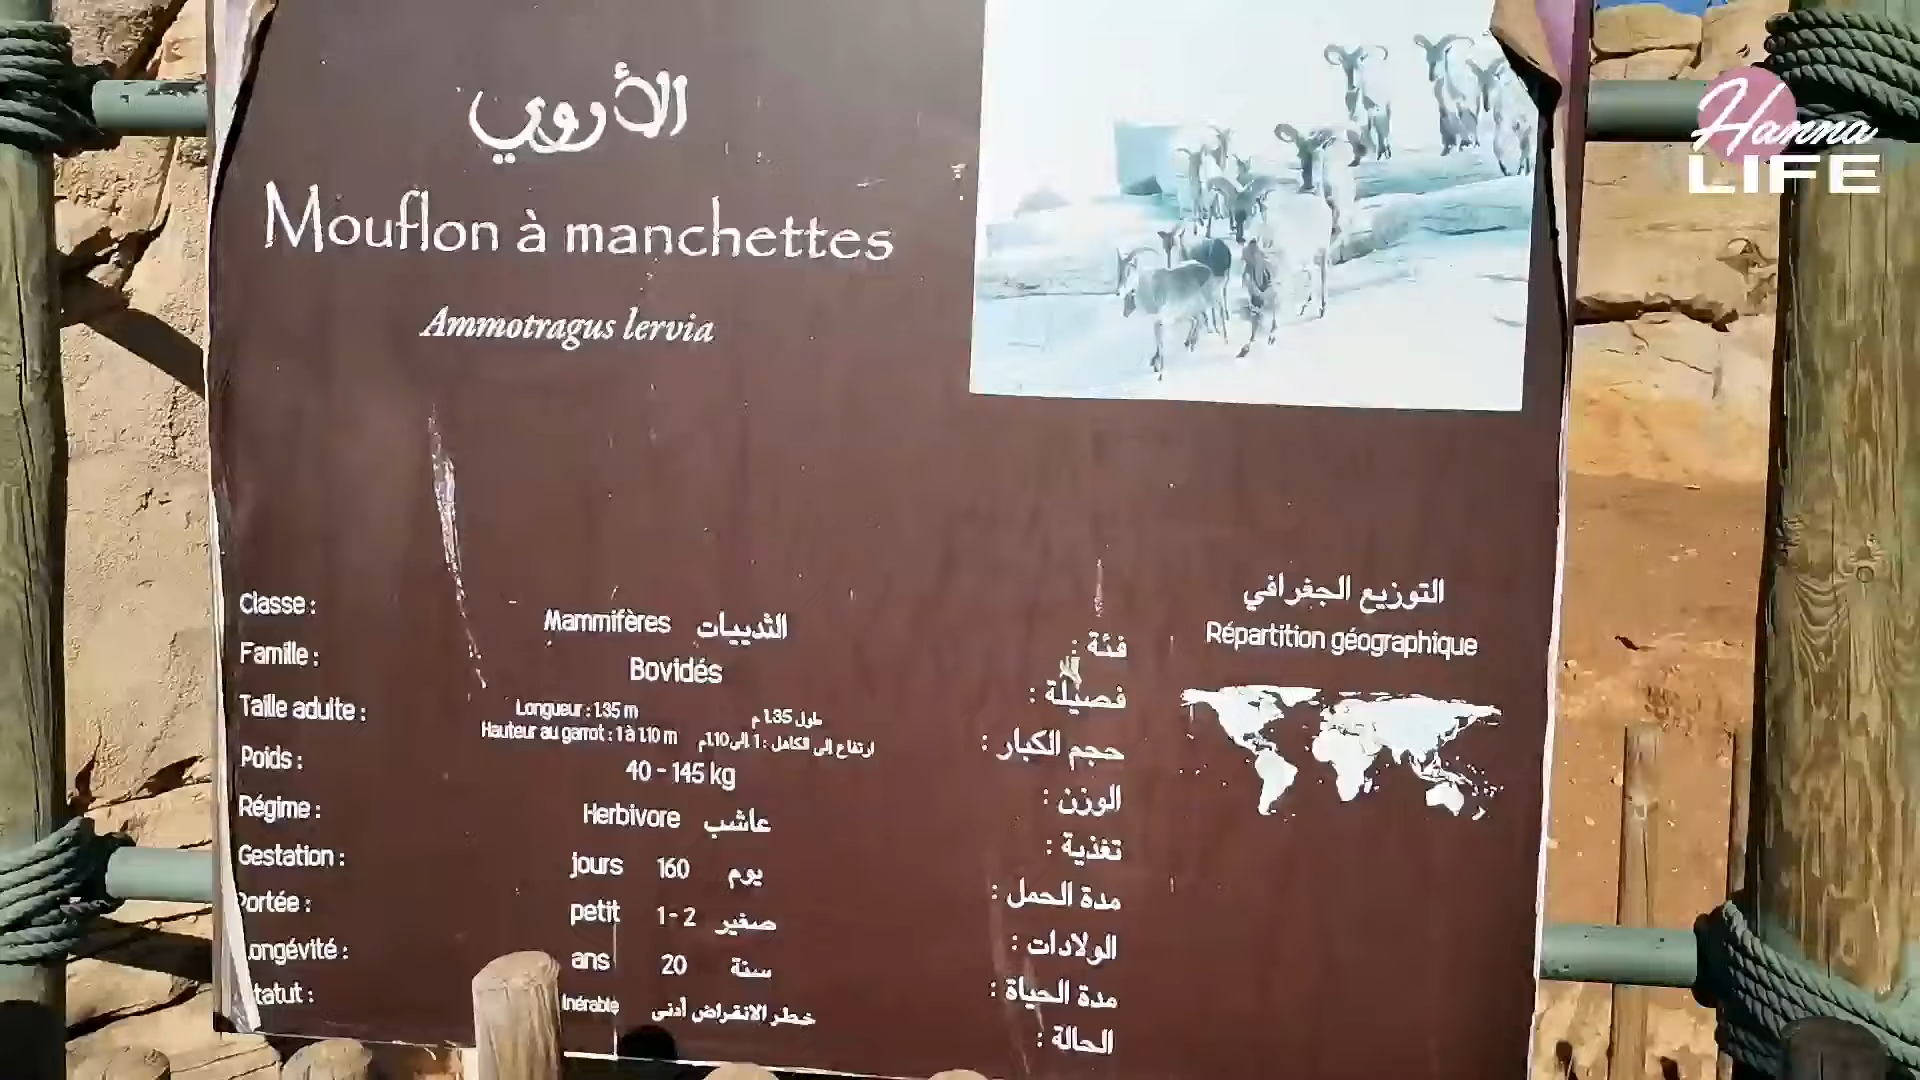 الأروي
Mouflon à manchettes
Ammotragus lervia
Hanna
LIFE
Classe : Mammifères الثدييات فئة :
Famille : Bovidés فصيلة :
Taille adulte : Longueur : 1.35 m طول 1.35 م حجم الكبار :
Hauteur au garrot : 1 à 1.10 m ارتفاع إلى الكاهل : 1 إلى 1.10م
Poids : 40 - 145 kg الوزن :
Régime : Herbivore عاشب تغذية :
Gestation : jours 160 يوم مدة الحمل :
Portée : petit 1 - 2 صغير الولادات :
Longévité : ans 20 سنة مدة الحياة :
tatut : خطر الانقراض أدنى الحالة :
التوزيع الجغرافي
Répartition géographique